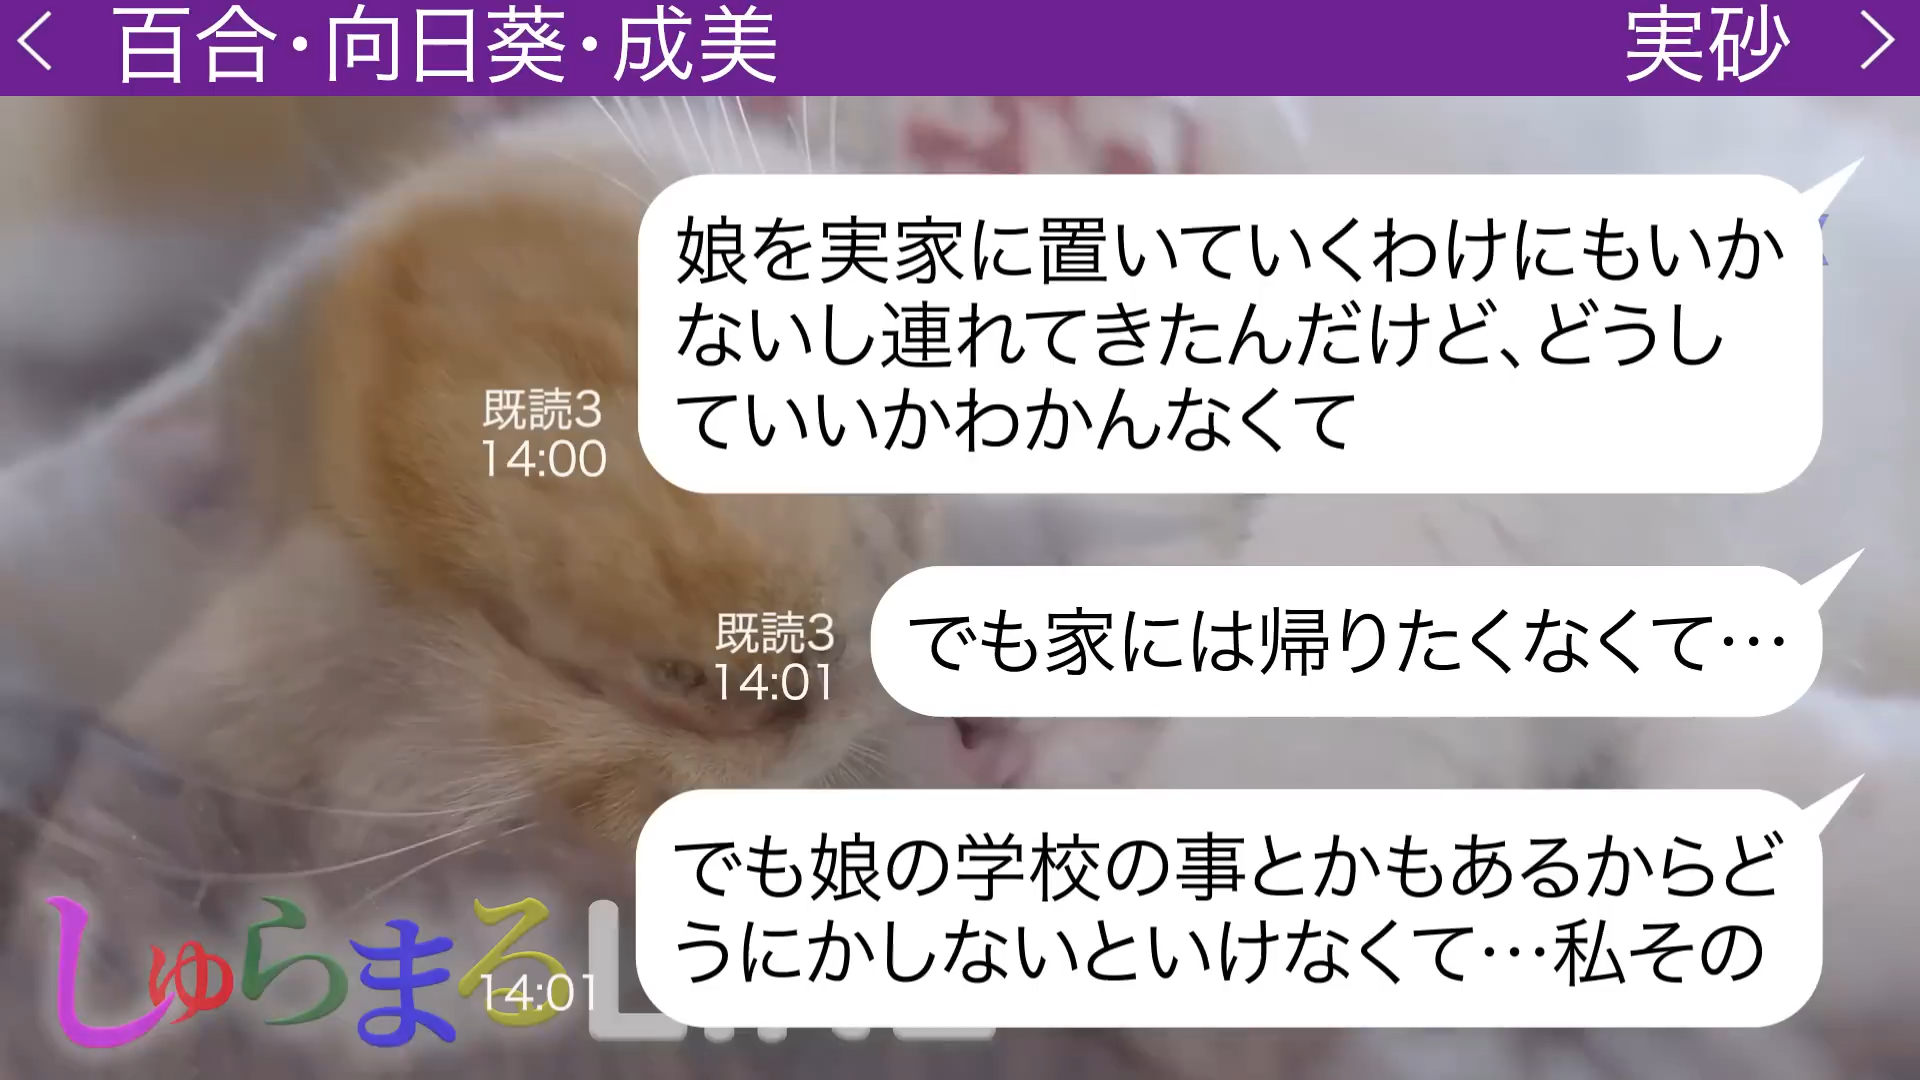 百合・向日葵・成美
実砂
娘を実家に置いていくわけにもいか
ないし連れてきたんだけど、どうし
ていいかわかんなくて
既読3
14:00
でも家には帰りたくなくて…
既読3
14:01
でも娘の学校の事とかもあるからど
うにかしないといけなくて…私その
14:01
しゅらまる